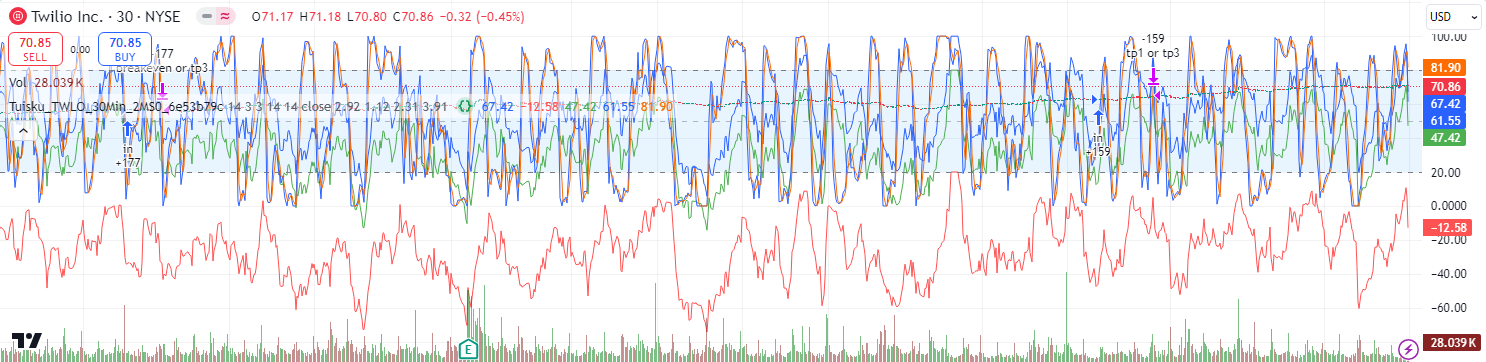 Twilio Inc. · 30 · NYSE O71.17 H71.18 L70.80 C70.86 −0.32 (−0.45%)
USD
70.85
SELL
0.00
70.85
BUY
-177
breakeven or tp3
Vol 28.039 K
Tuisku_TWLO_30Min_2MS0_6e53b79c 14 3 3 14 14 close 2.92 1.12 2.31 3.91 67.42 −12.58 47.42 61.55 81.90
in
+177
-159
tp1 or tp3
in
+159
E
100.00
81.90
70.86
67.42
61.55
47.42
20.00
0.0000
−12.58
−20.00
−40.00
−60.00
28.039 K